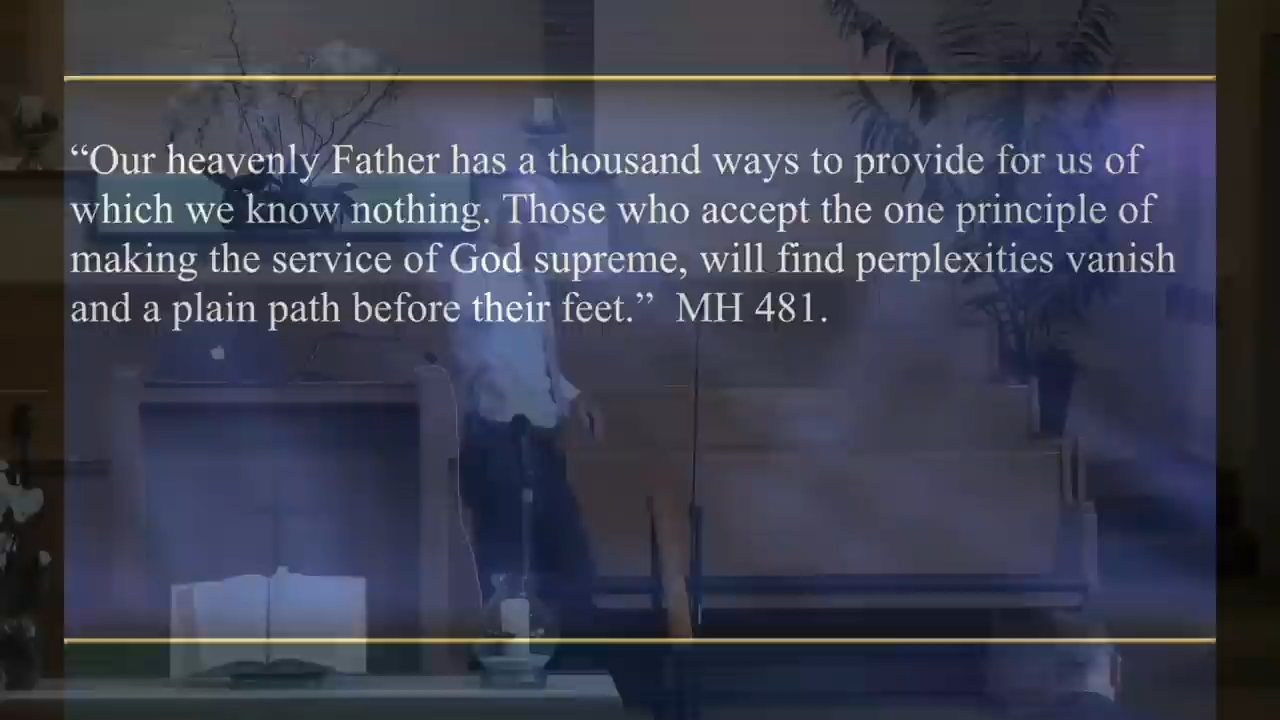 “Our heavenly Father has a thousand ways to provide for us of
which we know nothing. Those who accept the one principle of
making the service of God supreme, will find perplexities vanish
and a plain path before their feet.”  MH 481.